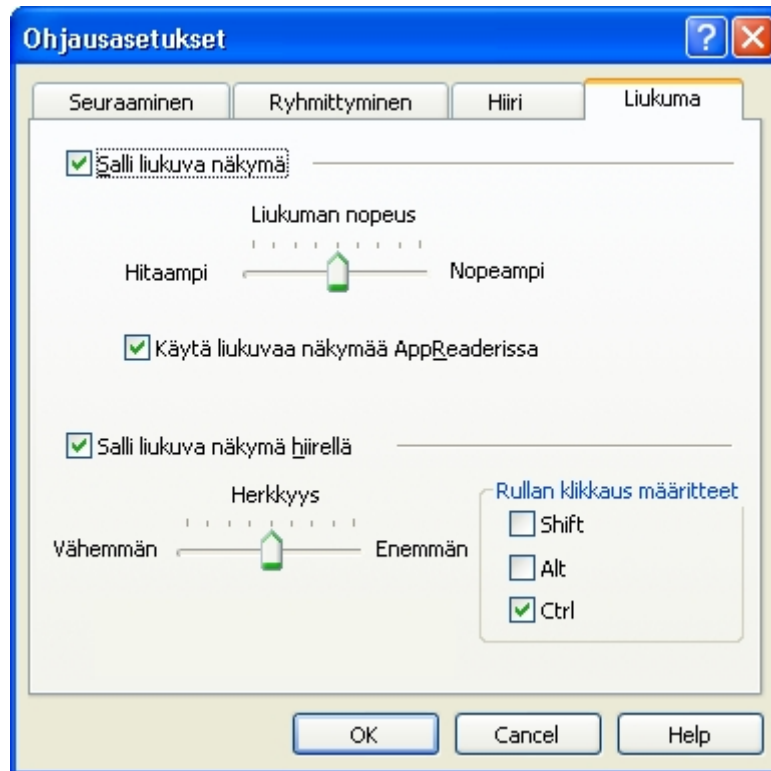 Ohjausasetukset
Seuraaminen
Ryhmittyminen
Hiiri
Liukuma
Salli liukuva näkymä
Liukuman nopeus
Hitaampi
Nopeampi
Käytä liukuvaa näkymää AppReaderissa
Salli liukuva näkymä hiirellä
Herkkyys
Vähemmän
Enemmän
Rullan klikkaus määritteet
Shift
Alt
Ctrl
OK
Cancel
Help